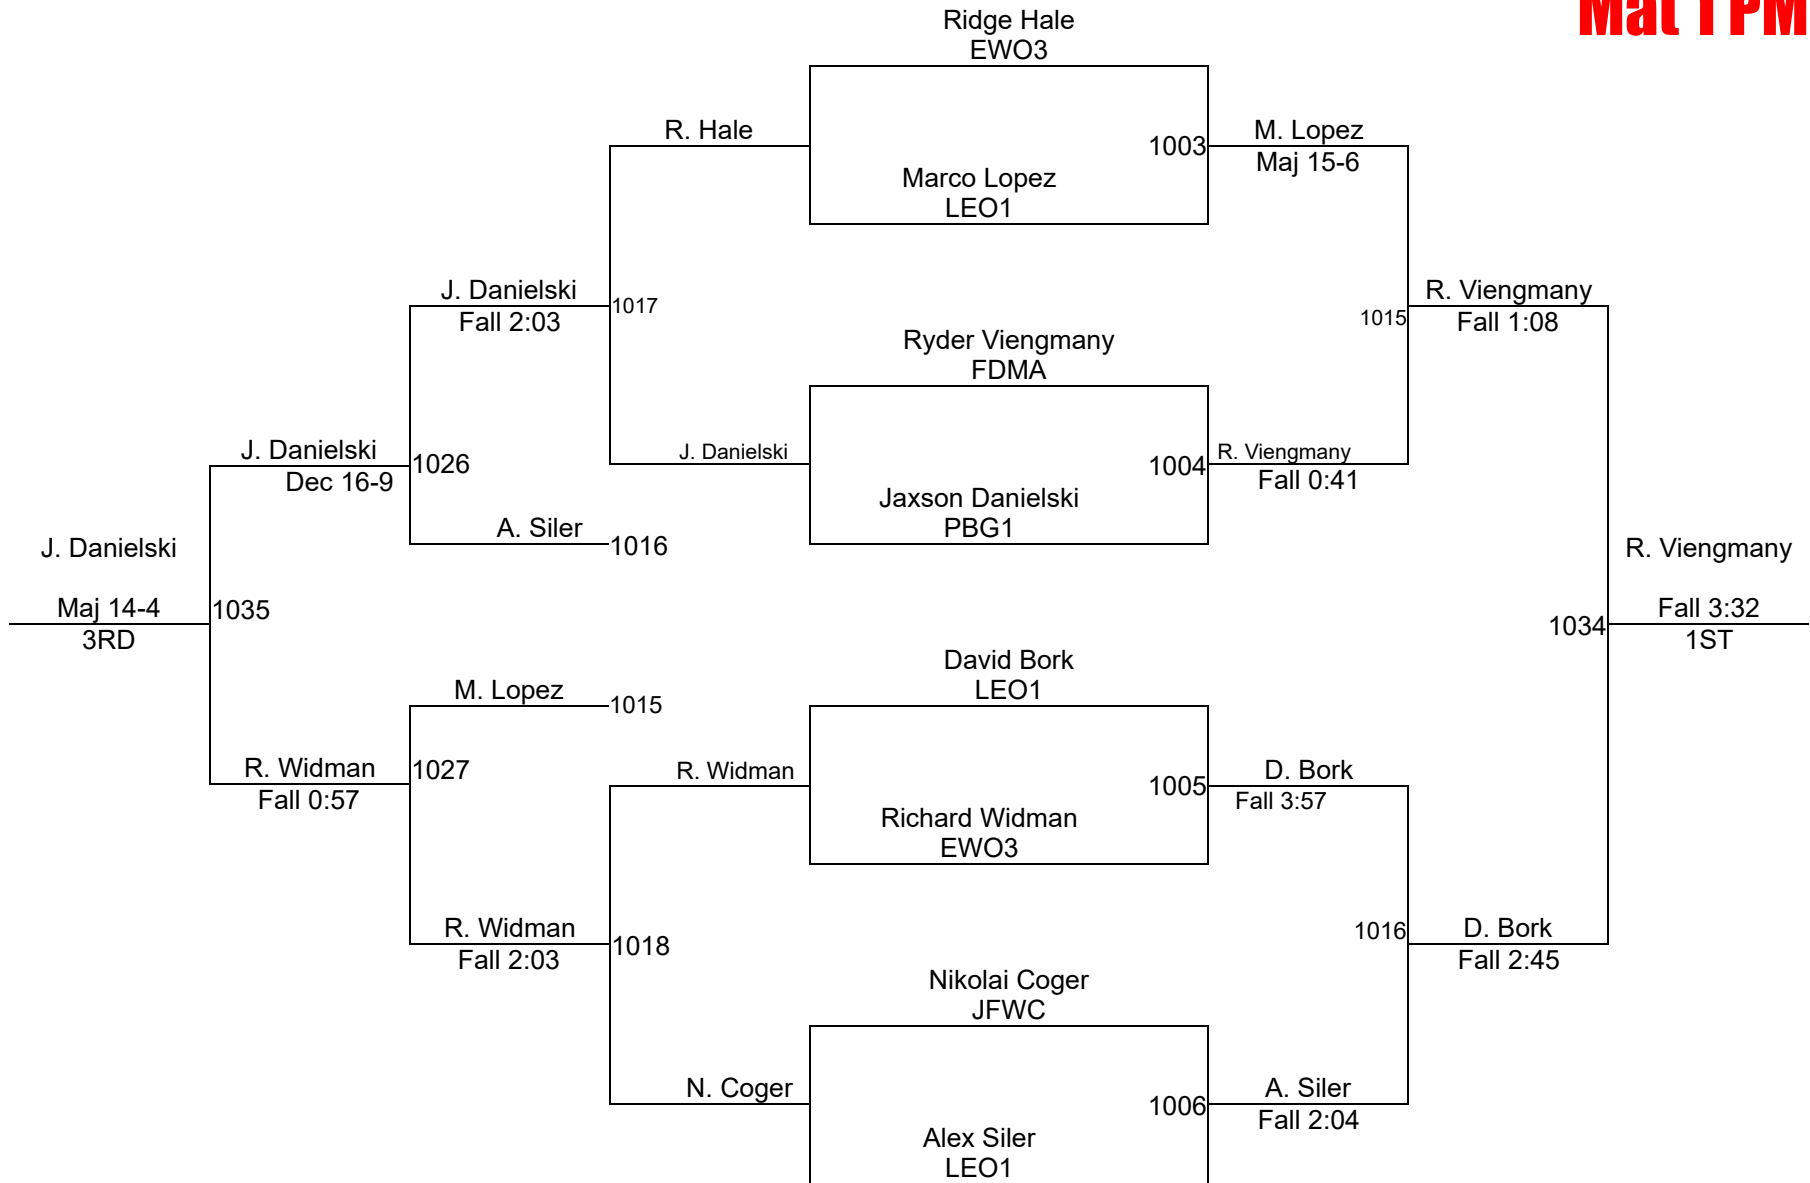 Mat 1 PM
Ridge Hale
EWO3
R. Hale
1003
M. Lopez
Maj 15-6
Marco Lopez
LEO1
J. Danielski
Fall 2:03
1017
1015
R. Viengmany
Fall 1:08
Ryder Viengmany
FDMA
J. Danielski
Dec 16-9
1026
J. Danielski
1004
R. Viengmany
Fall 0:41
Jaxson Danielski
PBG1
A. Siler
1016
J. Danielski
Maj 14-4
3RD
1035
R. Viengmany
Fall 3:32
1ST
1034
David Bork
LEO1
M. Lopez
1015
R. Widman
Fall 0:57
1027
R. Widman
1005
D. Bork
Fall 3:57
Richard Widman
EWO3
R. Widman
Fall 2:03
1018
1016
D. Bork
Fall 2:45
Nikolai Coger
JFWC
N. Coger
1006
A. Siler
Fall 2:04
Alex Siler
LEO1